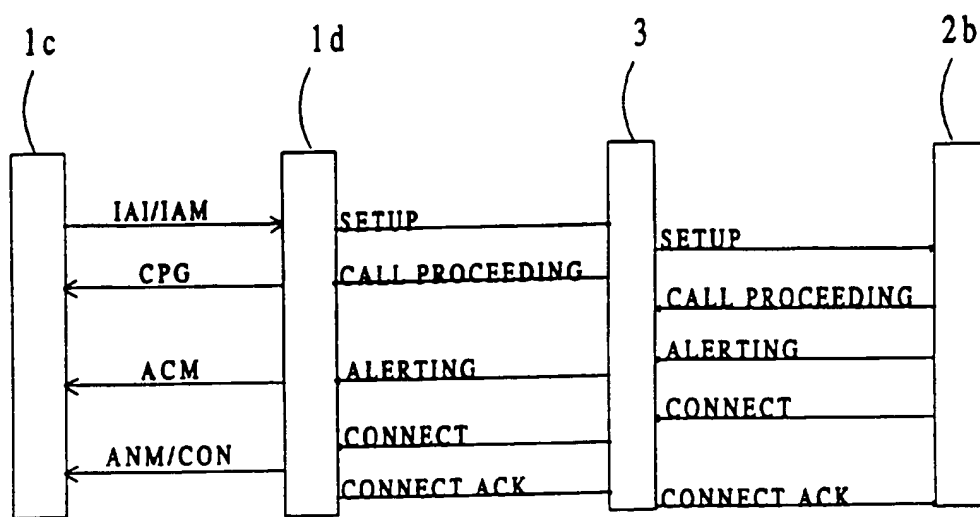 1c
1d
3
2b
IAI/IAM
SETUP
SETUP
CPG
CALL PROCEEDING
CALL PROCEEDING
ALERTING
ACM
ALERTING
CONNECT
CONNECT
ANM/CON
CONNECT ACK
CONNECT ACK